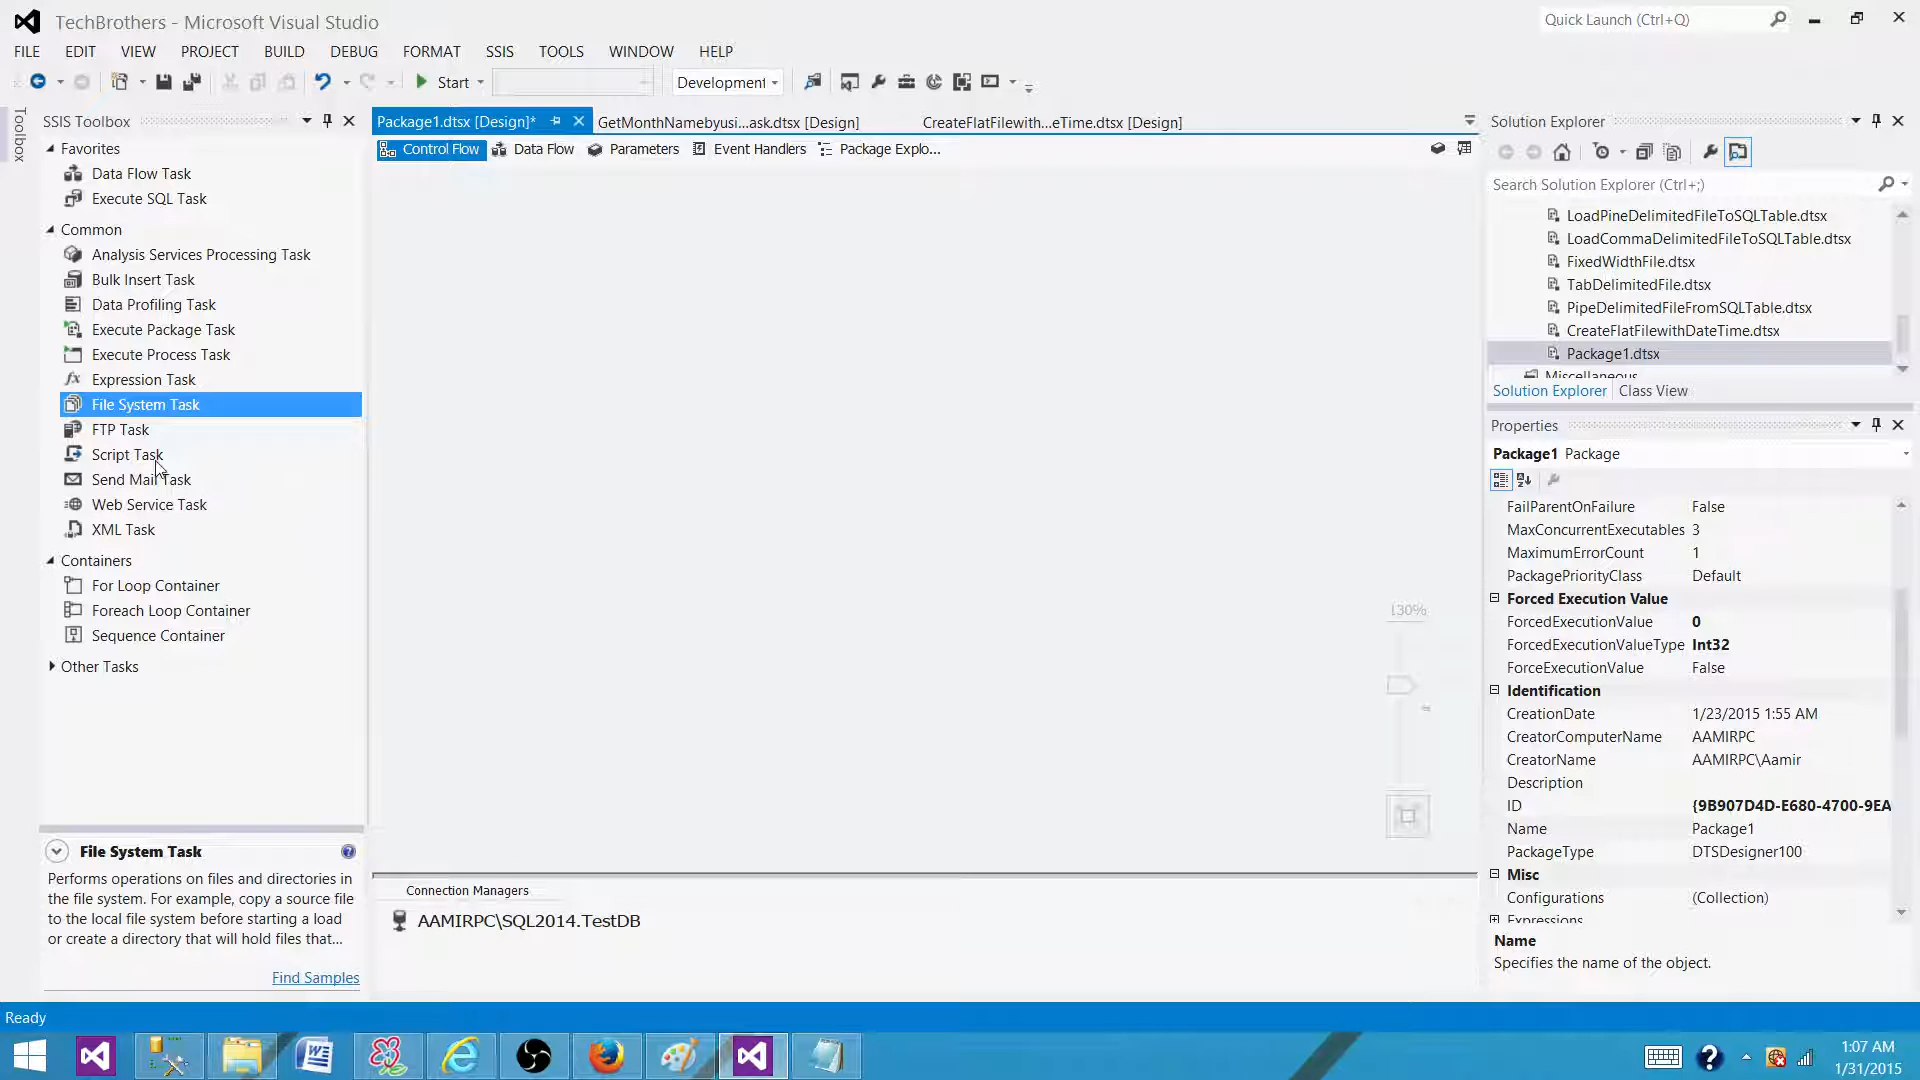 TechBrothers - Microsoft Visual Studio
Quick Launch (Ctrl+Q)
FILE EDIT VIEW PROJECT BUILD DEBUG FORMAT SSIS TOOLS WINDOW HELP
Start Development
Toolbox
SSIS Toolbox
Favorites
Data Flow Task
Execute SQL Task
Common
Analysis Services Processing Task
Bulk Insert Task
Data Profiling Task
Execute Package Task
Execute Process Task
Expression Task
File System Task
FTP Task
Script Task
Send Mail Task
Web Service Task
XML Task
Containers
For Loop Container
Foreach Loop Container
Sequence Container
Other Tasks
File System Task
Performs operations on files and directories in
the file system. For example, copy a source file
to the local file system before starting a load
or create a directory that will hold files that...
Find Samples
Package1.dtsx [Design]* GetMonthNamebyusi...ask.dtsx [Design] CreateFlatFilewith...eTime.dtsx [Design]
Control Flow Data Flow Parameters Event Handlers Package Explo...
130%
Connection Managers
AAMIRPC\SQL2014.TestDB
Solution Explorer
Search Solution Explorer (Ctrl+;)
LoadPineDelimitedFileToSQLTable.dtsx
LoadCommaDelimitedFileToSQLTable.dtsx
FixedWidthFile.dtsx
TabDelimitedFile.dtsx
PipeDelimitedFileFromSQLTable.dtsx
CreateFlatFilewithDateTime.dtsx
Package1.dtsx
Miscellaneous
Solution Explorer Class View
Properties
Package1 Package
FailParentOnFailure False
MaxConcurrentExecutables 3
MaximumErrorCount 1
PackagePriorityClass Default
Forced Execution Value
ForcedExecutionValue 0
ForcedExecutionValueType Int32
ForceExecutionValue False
Identification
CreationDate 1/23/2015 1:55 AM
CreatorComputerName AAMIRPC
CreatorName AAMIRPC\Aamir
Description
ID {9B907D4D-E680-4700-9EA
Name Package1
PackageType DTSDesigner100
Misc
Configurations (Collection)
Expressions
Name
Specifies the name of the object.
Ready
1:07 AM
1/31/2015